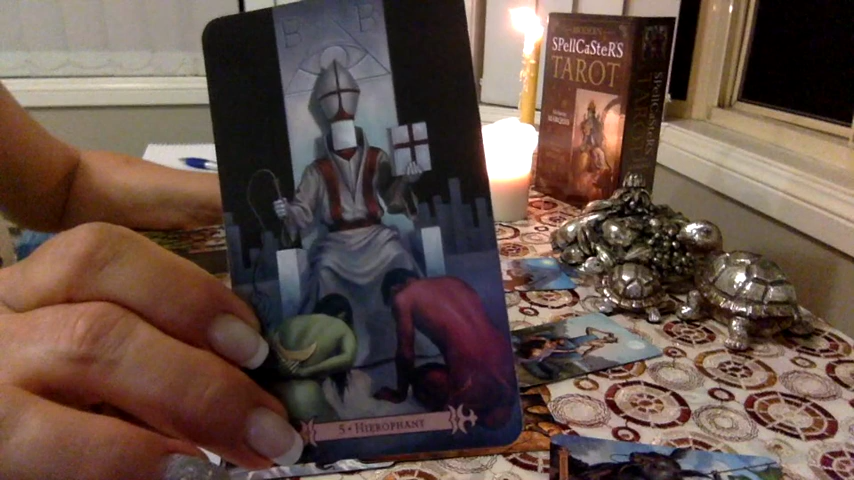 B B
5 • HIEROPHANT
SPELLCASTERS
TAROT
SPELLCASTERS
TAROT